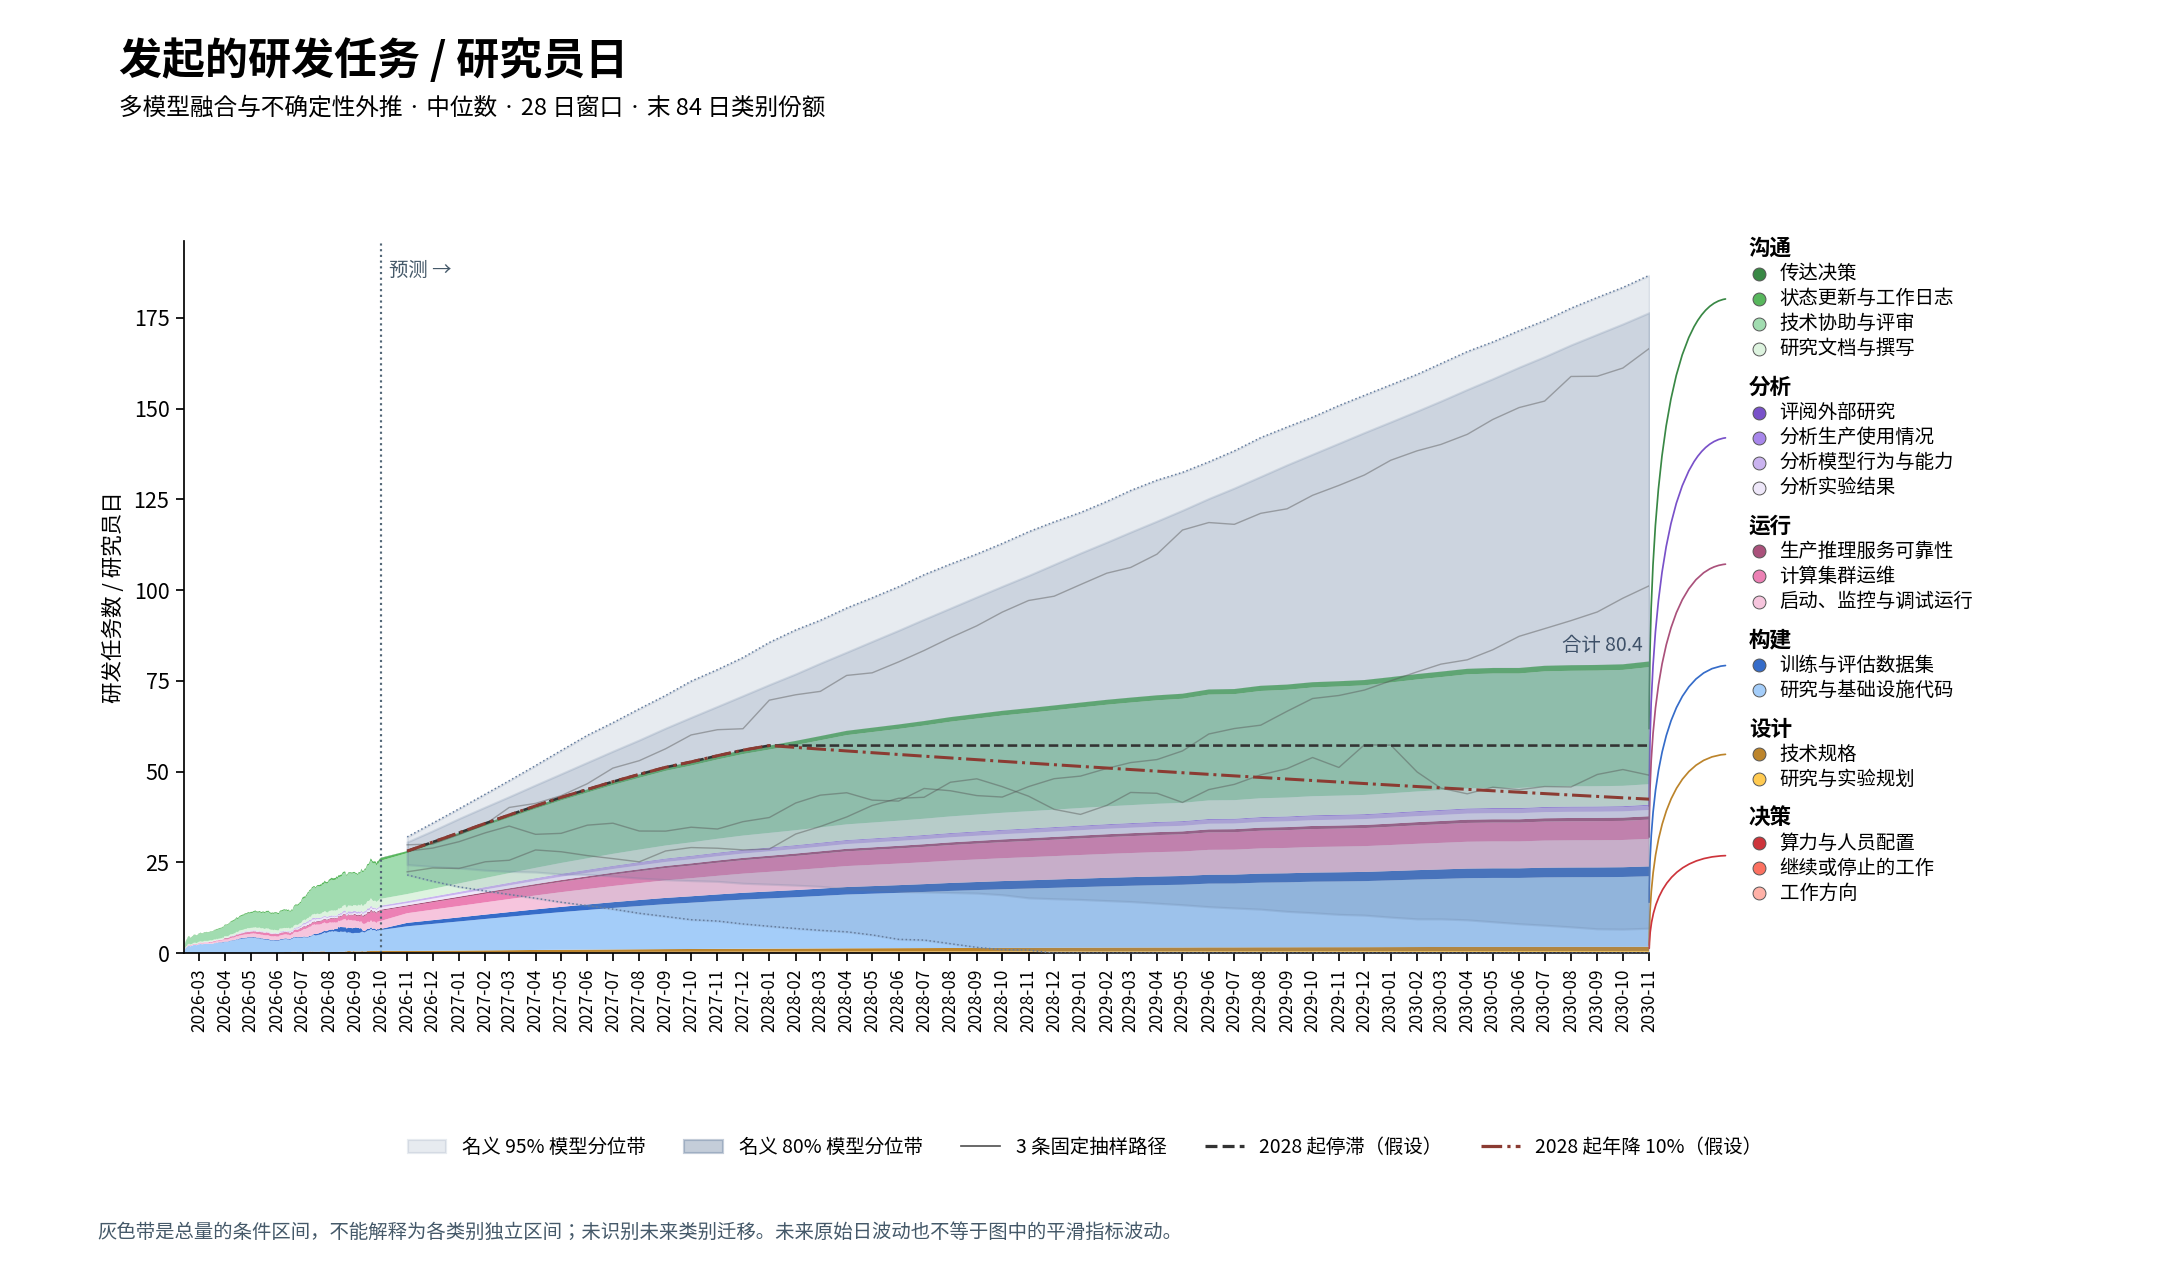 发起的研发任务 / 研究员日
多模型融合与不确定性外推 · 中位数 · 28 日窗口 · 末 84 日类别份额
预测 →
研发任务数 / 研究员日
175
150
125
100
75
50
25
0
合计 80.4
2026-03
2026-04
2026-05
2026-06
2026-07
2026-08
2026-09
2026-10
2026-11
2026-12
2027-01
2027-02
2027-03
2027-04
2027-05
2027-06
2027-07
2027-08
2027-09
2027-10
2027-11
2027-12
2028-01
2028-02
2028-03
2028-04
2028-05
2028-06
2028-07
2028-08
2028-09
2028-10
2028-11
2028-12
2029-01
2029-02
2029-03
2029-04
2029-05
2029-06
2029-07
2029-08
2029-09
2029-10
2029-11
2029-12
2030-01
2030-02
2030-03
2030-04
2030-05
2030-06
2030-07
2030-08
2030-09
2030-10
2030-11
沟通
传达决策
状态更新与工作日志
技术协助与评审
研究文档与撰写
分析
评阅外部研究
分析生产使用情况
分析模型行为与能力
分析实验结果
运行
生产推理服务可靠性
计算集群运维
启动、监控与调试运行
构建
训练与评估数据集
研究与基础设施代码
设计
技术规格
研究与实验规划
决策
算力与人员配置
继续或停止的工作
工作方向
名义 95% 模型分位带
名义 80% 模型分位带
3 条固定抽样路径
2028 起停滞（假设）
2028 起年降 10%（假设）
灰色带是总量的条件区间，不能解释为各类别独立区间；未识别未来类别迁移。未来原始日波动也不等于图中的平滑指标波动。